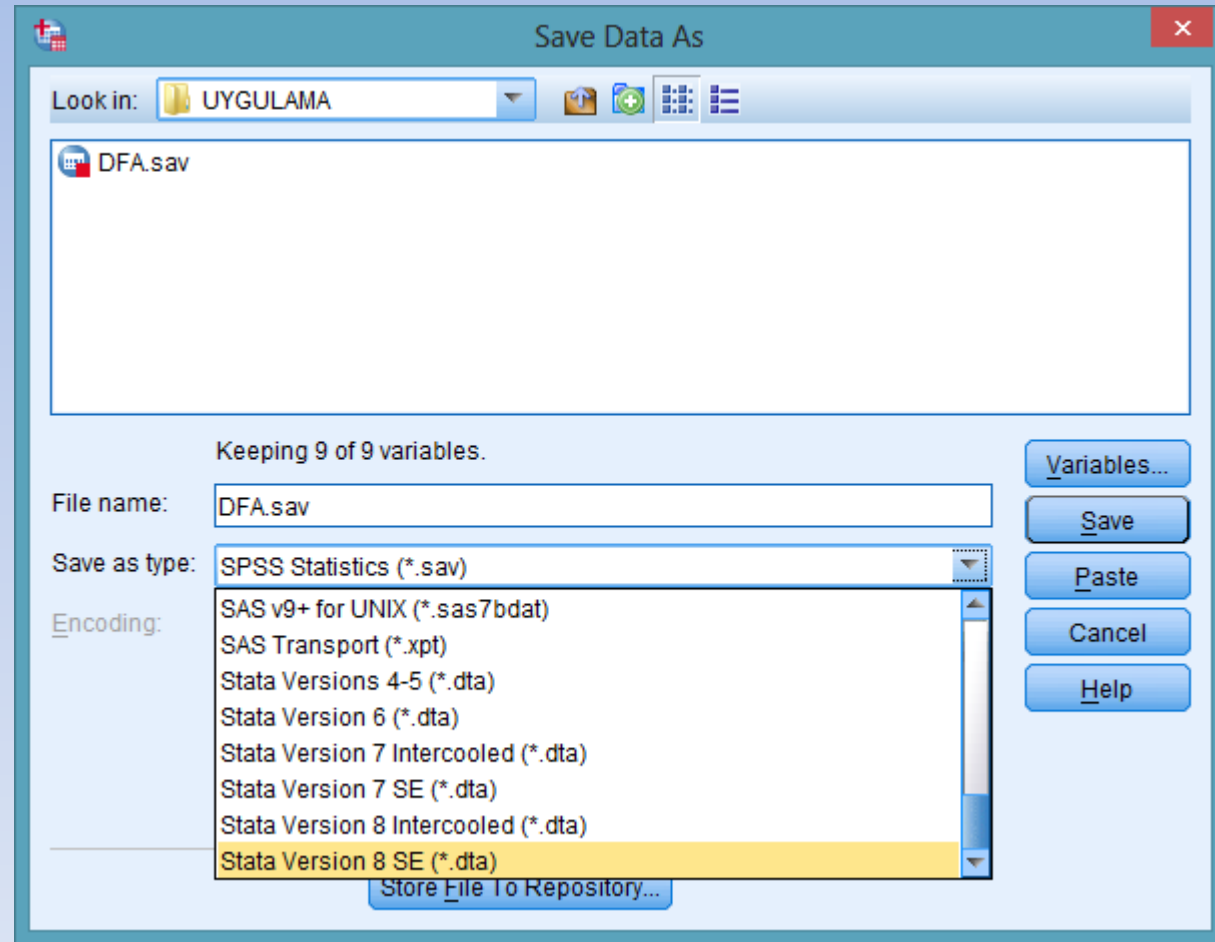 Save Data As
Look in: UYGULAMA
DFA.sav
Keeping 9 of 9 variables.
Variables...
File name: DFA.sav
Save
Save as type: SPSS Statistics (*.sav)
Paste
Encoding:
SAS v9+ for UNIX (*.sas7bdat)
SAS Transport (*.xpt)
Cancel
Stata Versions 4-5 (*.dta)
Help
Stata Version 6 (*.dta)
Stata Version 7 Intercooled (*.dta)
Stata Version 7 SE (*.dta)
Stata Version 8 Intercooled (*.dta)
Stata Version 8 SE (*.dta)
Store File To Repository...